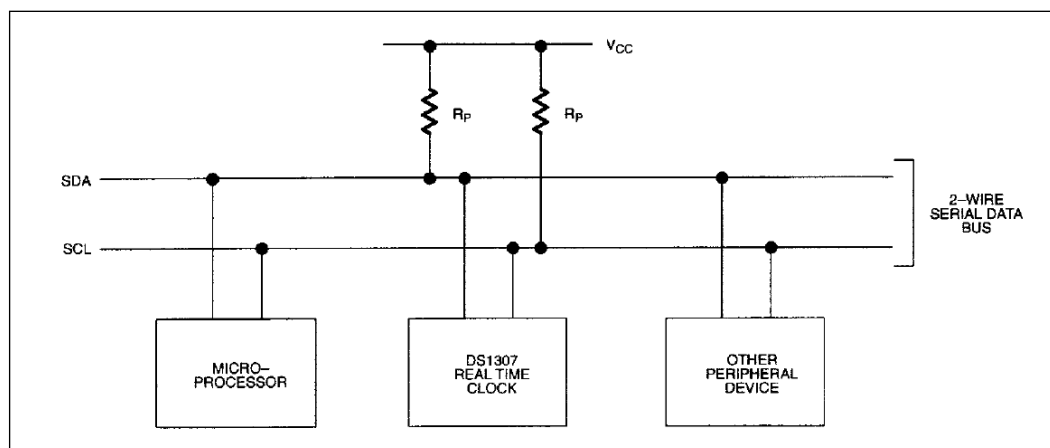 VCC
RP
RP
SDA
SCL
2–WIRE
SERIAL DATA
BUS
MICRO–
PROCESSOR
DS1307
REAL TIME
CLOCK
OTHER
PERIPHERAL
DEVICE